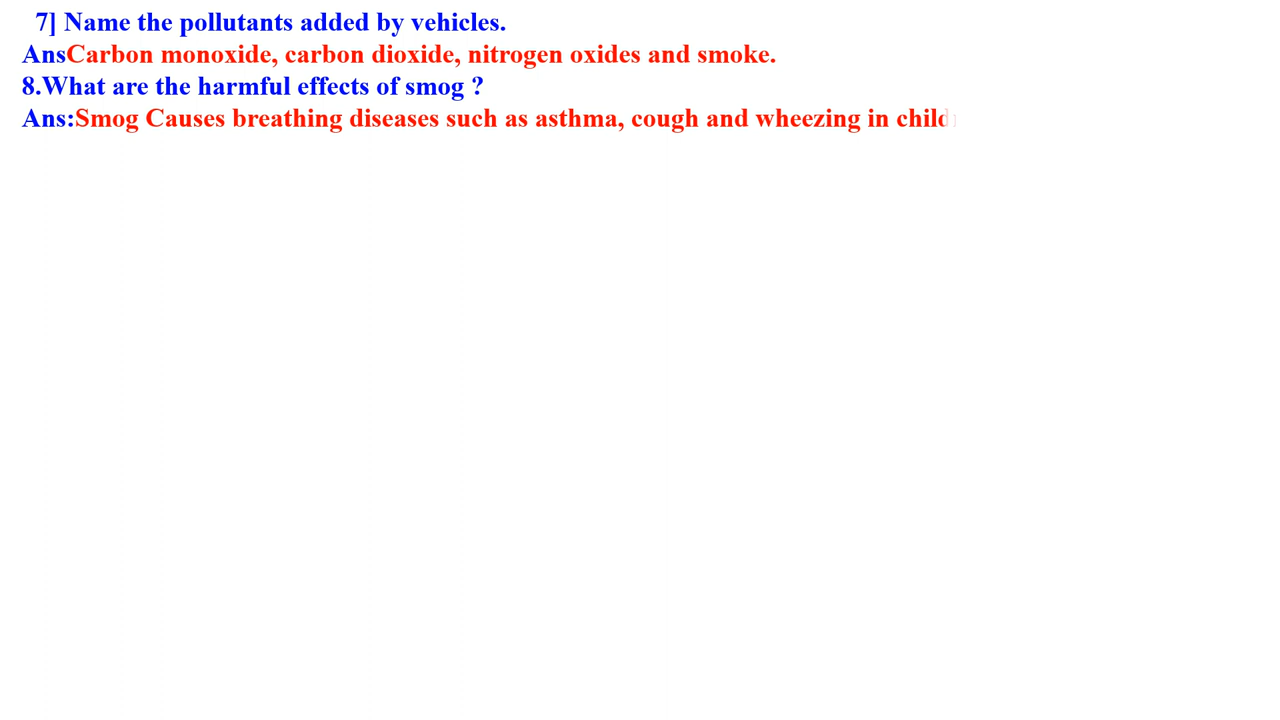 7] Name the pollutants added by vehicles.
AnsCarbon monoxide, carbon dioxide, nitrogen oxides and smoke.
8.What are the harmful effects of smog ?
Ans:Smog Causes breathing diseases such as asthma, cough and wheezing in